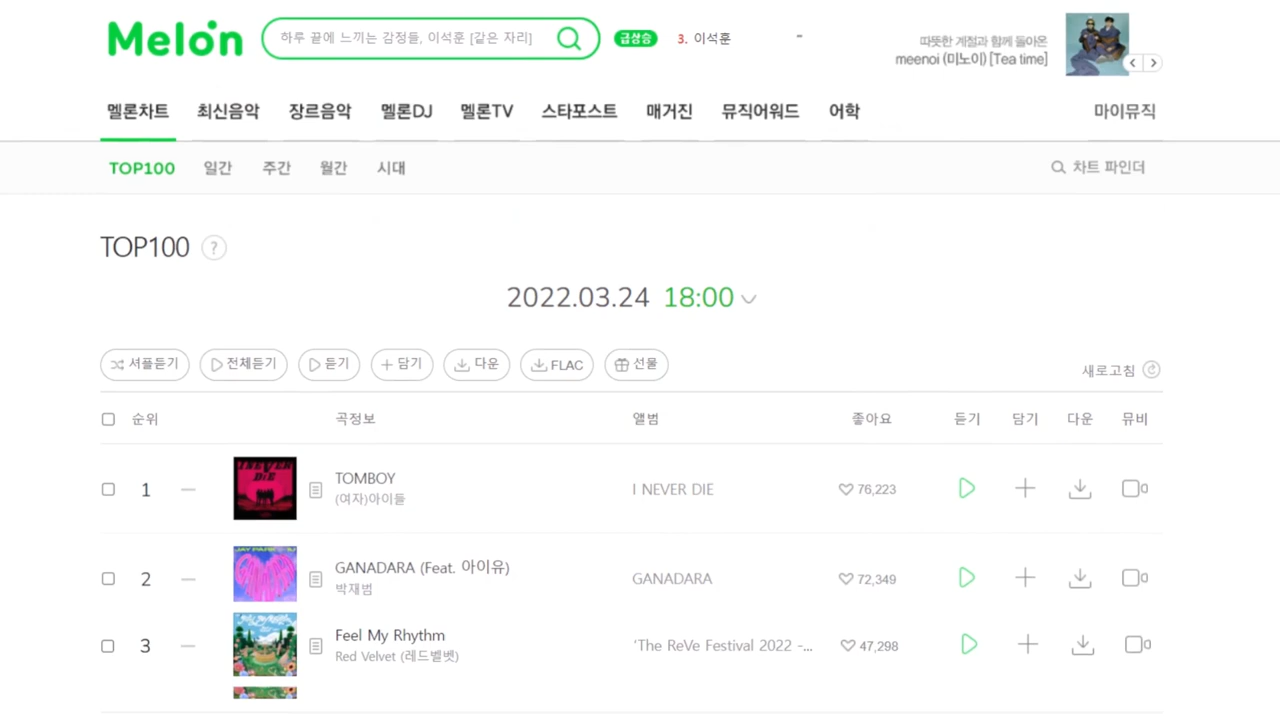 Melon
하루 끝에 느끼는 감정들, 이석훈 [같은 자리]
급상승
3. 이석훈
따뜻한 계절과 함께 돌아온
meenoi (미노이) [Tea time]
멜론차트 최신음악 장르음악 멜론DJ 멜론TV 스타포스트 매거진 뮤직어워드 어학 마이뮤직
TOP100 일간 주간 월간 시대 차트 파인더
TOP100 ?
2022.03.24 18:00
셔플듣기 전체듣기 듣기 담기 다운 FLAC 선물 새로고침
순위 곡정보 앨범 좋아요 듣기 담기 다운 뮤비
1 TOMBOY I NEVER DIE 76,223
(여자)아이들
2 GANADARA (Feat. 아이유) GANADARA 72,349
박재범
3 Feel My Rhythm ‘The ReVe Festival 2022 -... 47,298
Red Velvet (레드벨벳)